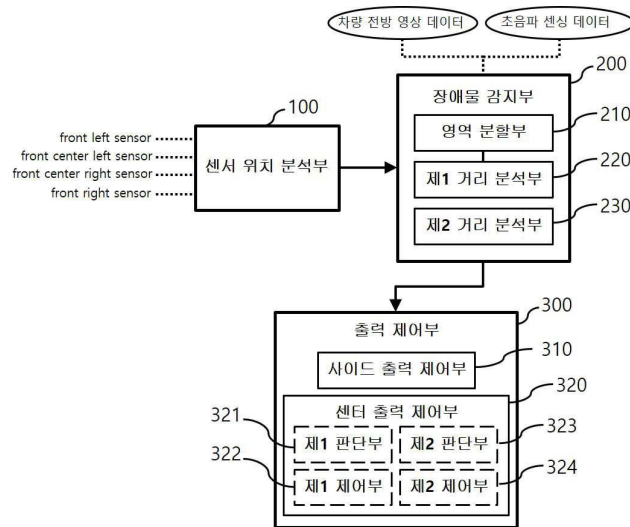 차량 전방 영상 데이터
초음파 센싱 데이터
200
장애물 감지부
100
영역 분할부
210
front left sensor
front center left sensor
front center right sensor
front right sensor
센서 위치 분석부
제1 거리 분석부
220
제2 거리 분석부
230
300
출력 제어부
310
사이드 출력 제어부
320
센터 출력 제어부
321
제1 판단부
제2 판단부
323
322
제1 제어부
제2 제어부
324